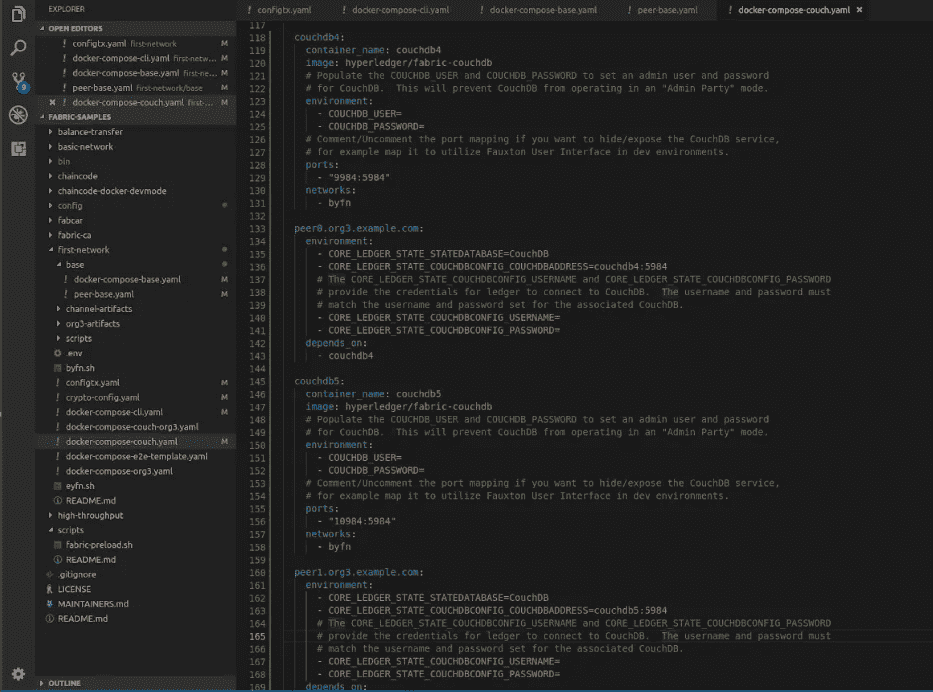 EXPLORER
OPEN EDITORS
! configtx.yaml first-network M
! docker-compose-cli.yaml first-netw... M
! docker-compose-base.yaml first-ne... M
! peer-base.yaml first-network/base M
! docker-compose-couch.yaml first-... M
9
FABRIC-SAMPLES
balance-transfer
basic-network
bin
chaincode
chaincode-docker-devmode
config
fabcar
fabric-ca
first-network
base
! docker-compose-base.yaml M
! peer-base.yaml M
channel-artifacts
org3-artifacts
scripts
.env
byfn.sh
! configtx.yaml M
! crypto-config.yaml M
! docker-compose-cli.yaml M
! docker-compose-couch-org3.yaml
! docker-compose-couch.yaml M
! docker-compose-e2e-template.yaml
! docker-compose-org3.yaml
eyfn.sh
README.md
high-throughput
scripts
fabric-preload.sh
README.md
.gitignore
LICENSE
MAINTAINERS.md
README.md
OUTLINE
! configtx.yaml ! docker-compose-cli.yaml ! docker-compose-base.yaml ! peer-base.yaml ! docker-compose-couch.yaml ×
117
118 couchdb4:
119 container_name: couchdb4
120 image: hyperledger/fabric-couchdb
121 # Populate the COUCHDB_USER and COUCHDB_PASSWORD to set an admin user and password
122 # for CouchDB. This will prevent CouchDB from operating in an "Admin Party" mode.
123 environment:
124 - COUCHDB_USER=
125 - COUCHDB_PASSWORD=
126 # Comment/Uncomment the port mapping if you want to hide/expose the CouchDB service,
127 # for example map it to utilize Fauxton User Interface in dev environments.
128 ports:
129 - "9984:5984"
130 networks:
131 - byfn
132
133 peer0.org3.example.com:
134 environment:
135 - CORE_LEDGER_STATE_STATEDATABASE=CouchDB
136 - CORE_LEDGER_STATE_COUCHDBCONFIG_COUCHDBADDRESS=couchdb4:5984
137 # The CORE_LEDGER_STATE_COUCHDBCONFIG_USERNAME and CORE_LEDGER_STATE_COUCHDBCONFIG_PASSWORD
138 # provide the credentials for ledger to connect to CouchDB. The username and password must
139 # match the username and password set for the associated CouchDB.
140 - CORE_LEDGER_STATE_COUCHDBCONFIG_USERNAME=
141 - CORE_LEDGER_STATE_COUCHDBCONFIG_PASSWORD=
142 depends_on:
143 - couchdb4
144
145 couchdb5:
146 container_name: couchdb5
147 image: hyperledger/fabric-couchdb
148 # Populate the COUCHDB_USER and COUCHDB_PASSWORD to set an admin user and password
149 # for CouchDB. This will prevent CouchDB from operating in an "Admin Party" mode.
150 environment:
151 - COUCHDB_USER=
152 - COUCHDB_PASSWORD=
153 # Comment/Uncomment the port mapping if you want to hide/expose the CouchDB service,
154 # for example map it to utilize Fauxton User Interface in dev environments.
155 ports:
156 - "10984:5984"
157 networks:
158 - byfn
159
160 peer1.org3.example.com:
161 environment:
162 - CORE_LEDGER_STATE_STATEDATABASE=CouchDB
163 - CORE_LEDGER_STATE_COUCHDBCONFIG_COUCHDBADDRESS=couchdb5:5984
164 # The CORE_LEDGER_STATE_COUCHDBCONFIG_USERNAME and CORE_LEDGER_STATE_COUCHDBCONFIG_PASSWORD
165 # provide the credentials for ledger to connect to CouchDB. The username and password must
166 # match the username and password set for the associated CouchDB.
167 - CORE_LEDGER_STATE_COUCHDBCONFIG_USERNAME=
168 - CORE_LEDGER_STATE_COUCHDBCONFIG_PASSWORD=
169 depends_on: